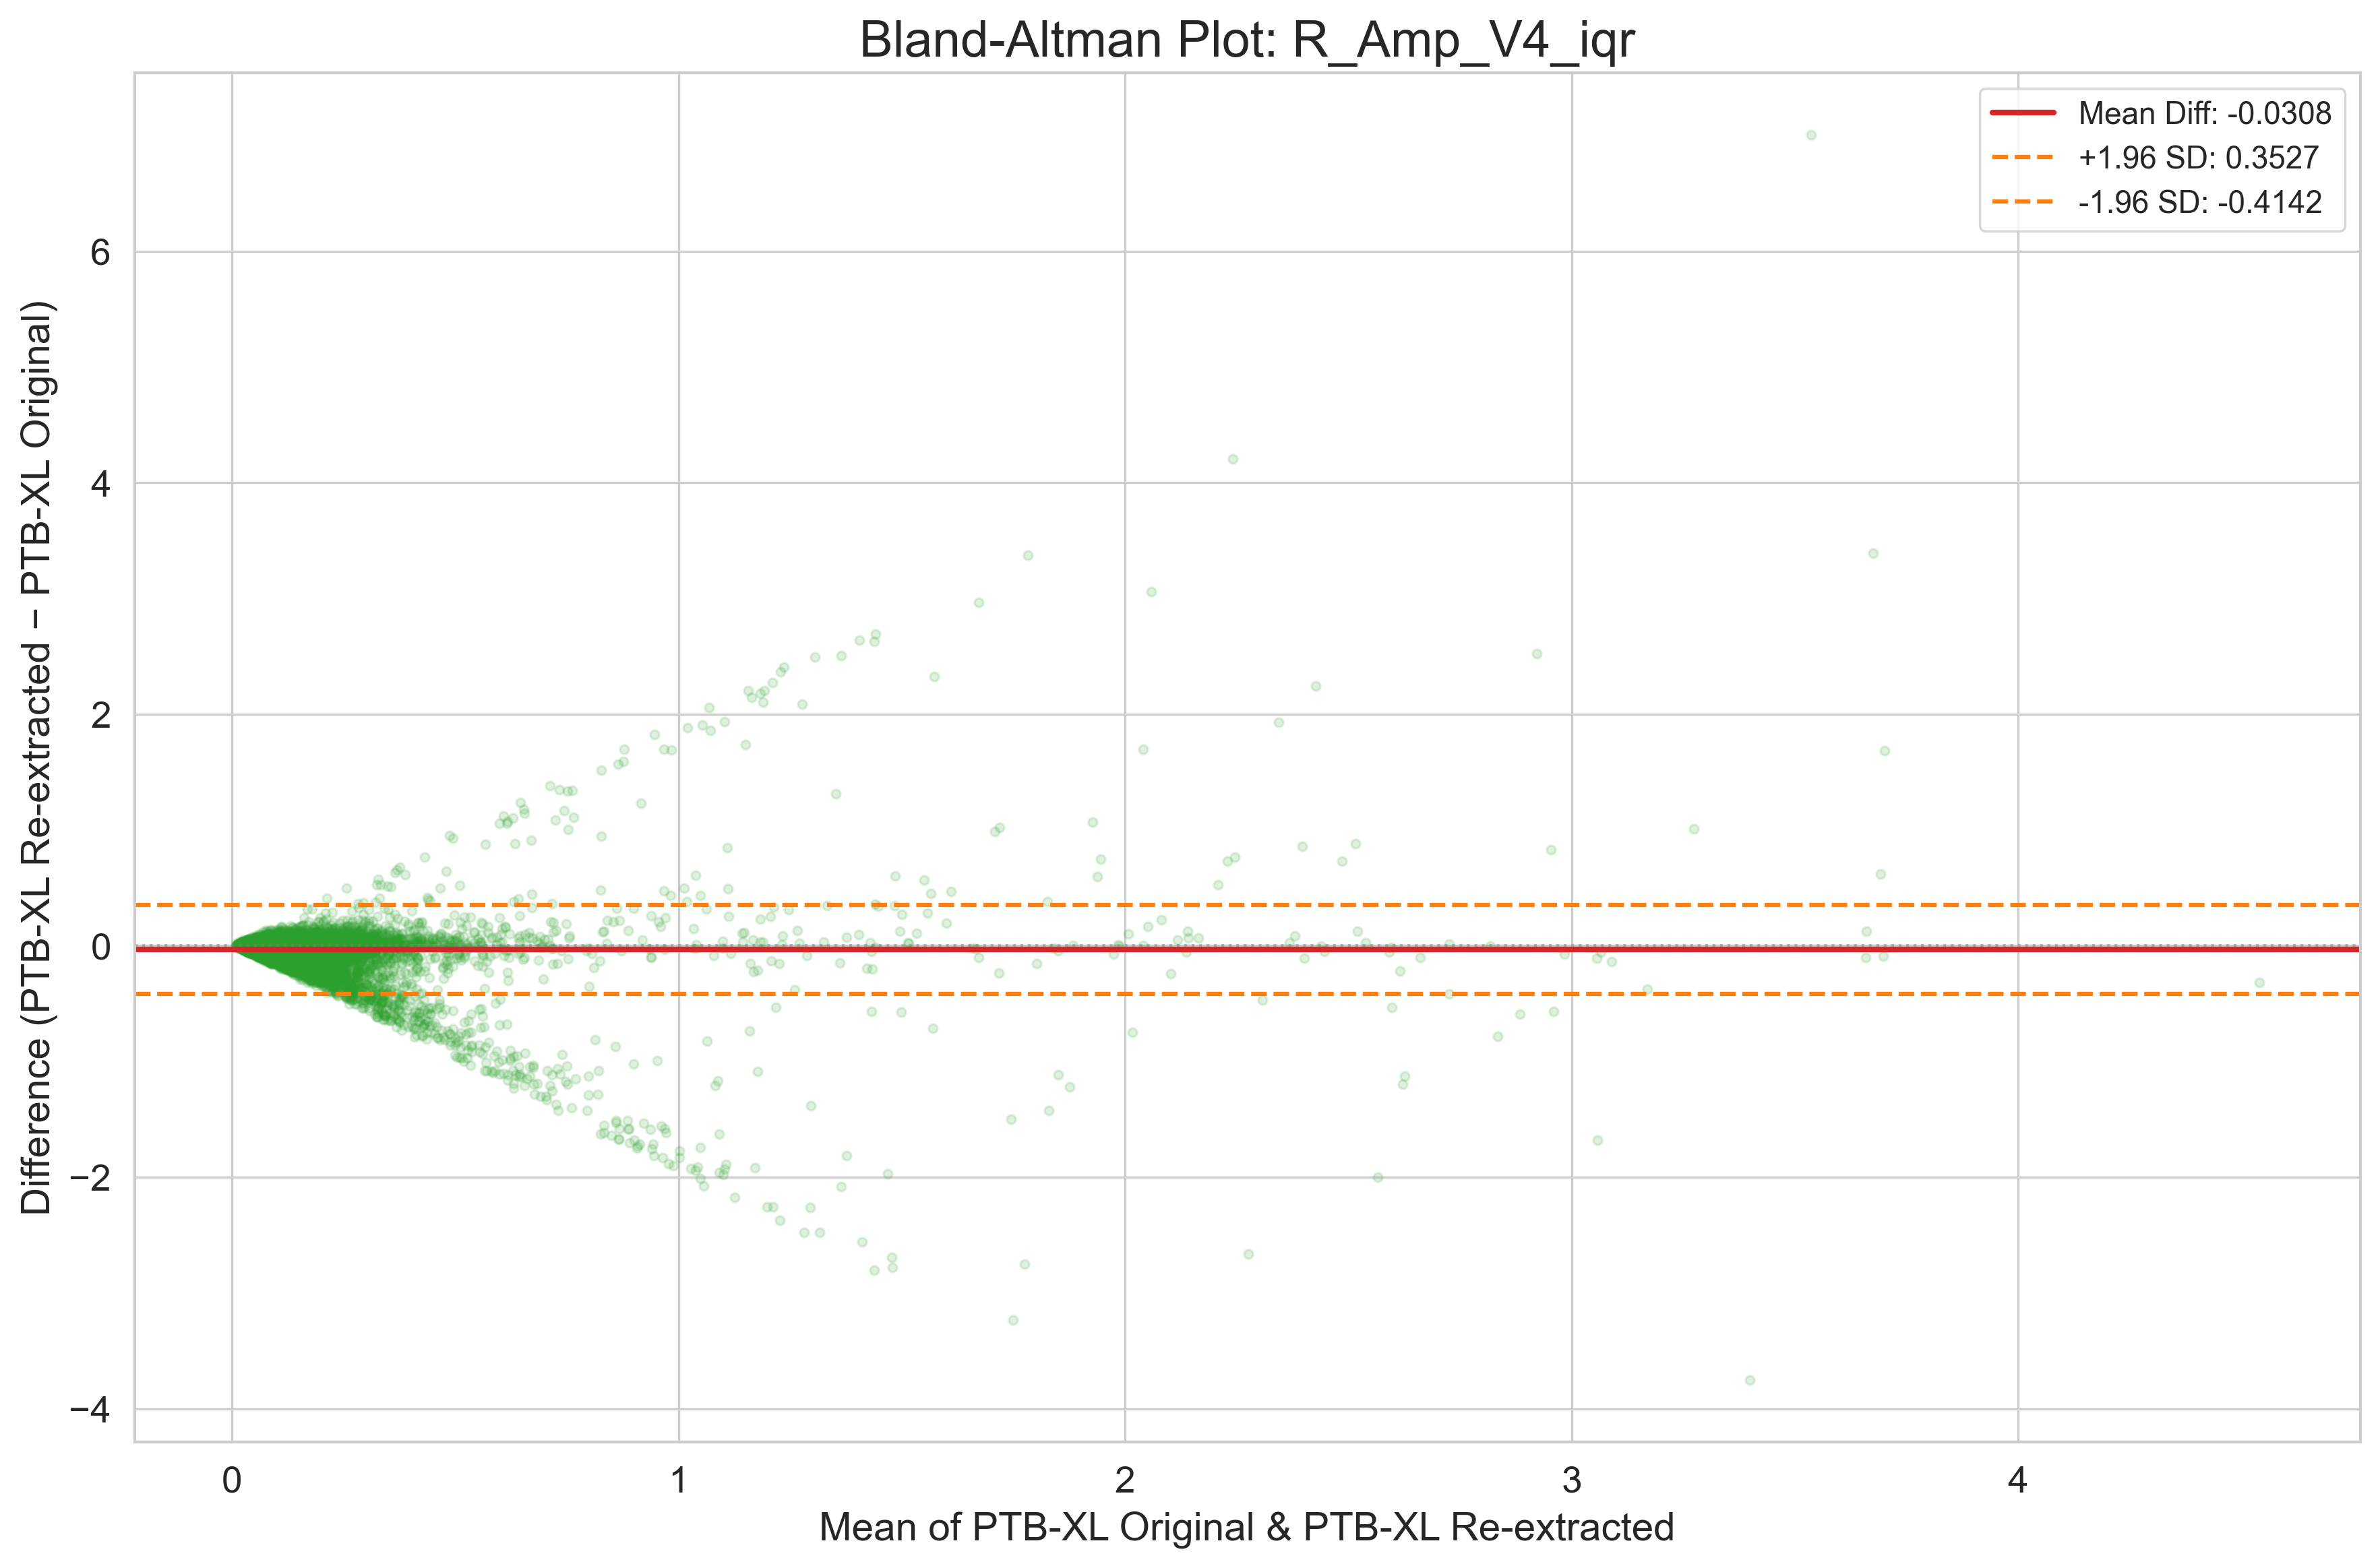 Bland-Altman Plot: R_Amp_V4_iqr
Mean Diff: -0.0308
+1.96 SD: 0.3527
-1.96 SD: -0.4142
Difference (PTB-XL Re-extracted − PTB-XL Original)
6
4
2
0
−2
−4
0
1
2
3
4
Mean of PTB-XL Original & PTB-XL Re-extracted